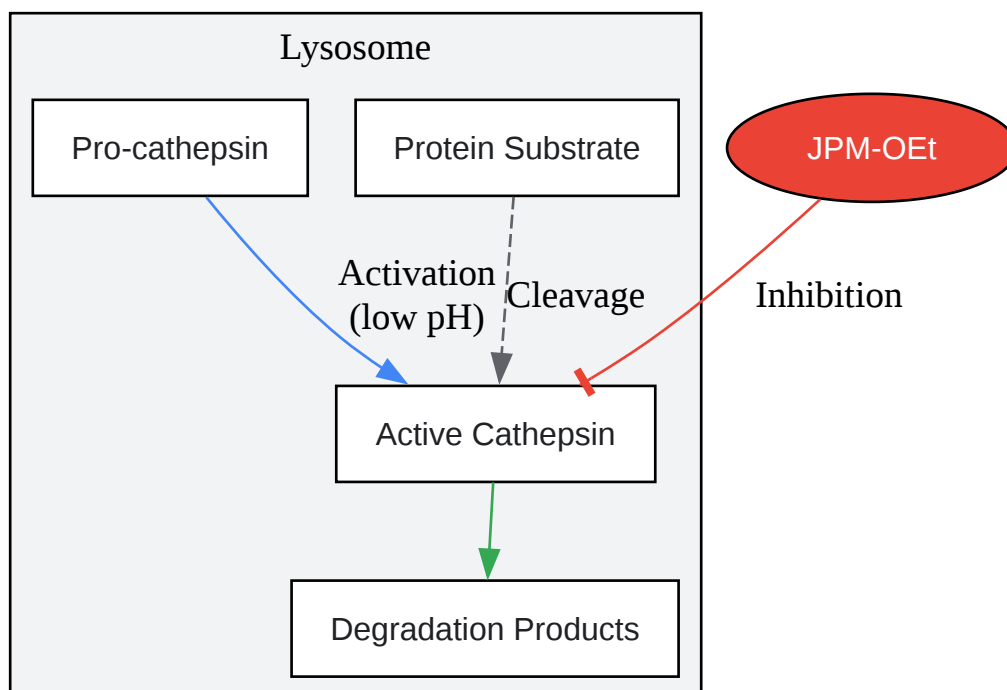 Lysosome
Pro-cathepsin
Protein Substrate
JPM-OEt
Activation
(low pH)
Cleavage
Inhibition
Active Cathepsin
Degradation Products